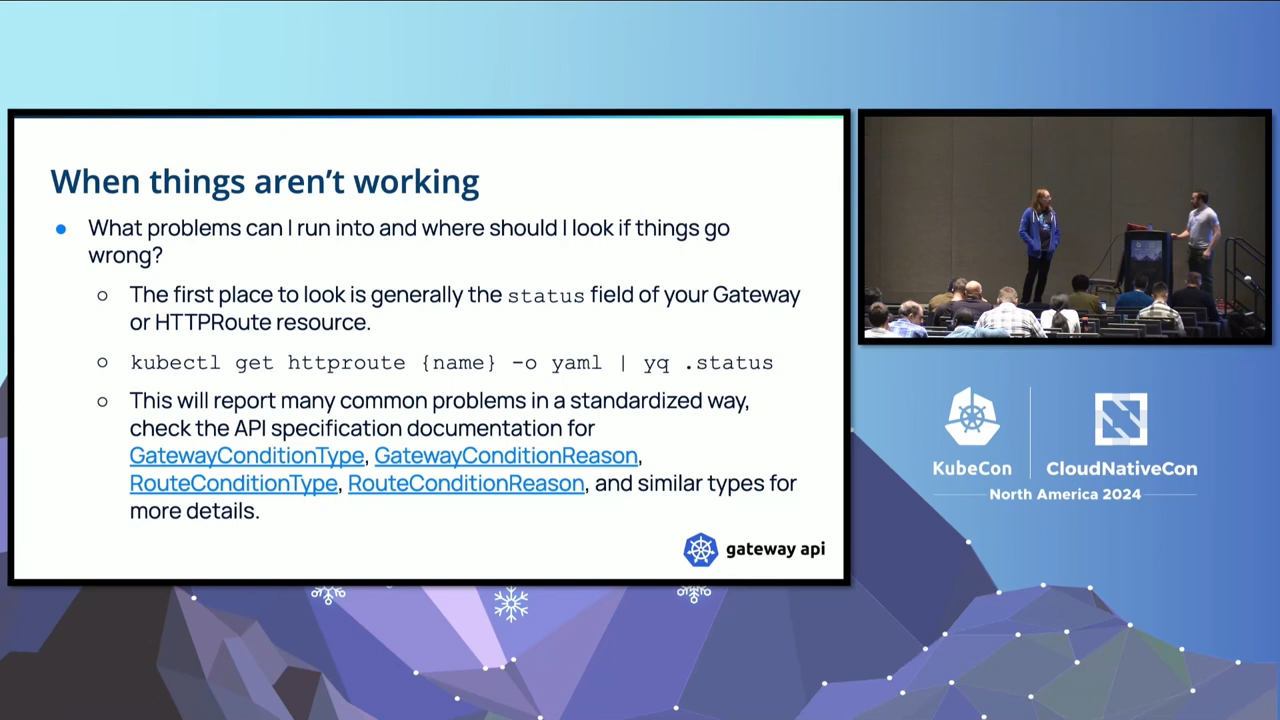 When things aren't working
What problems can I run into and where should I look if things go
wrong?
The first place to look is generally the status field of your Gateway
or HTTPRoute resource.
kubectl get httproute {name} -o yaml | yq .status
This will report many common problems in a standardized way,
check the API specification documentation for
GatewayConditionType, GatewayConditionReason,
RouteConditionType, RouteConditionReason, and similar types for
more details.
gateway api
KubeCon
CloudNativeCon
North America 2024